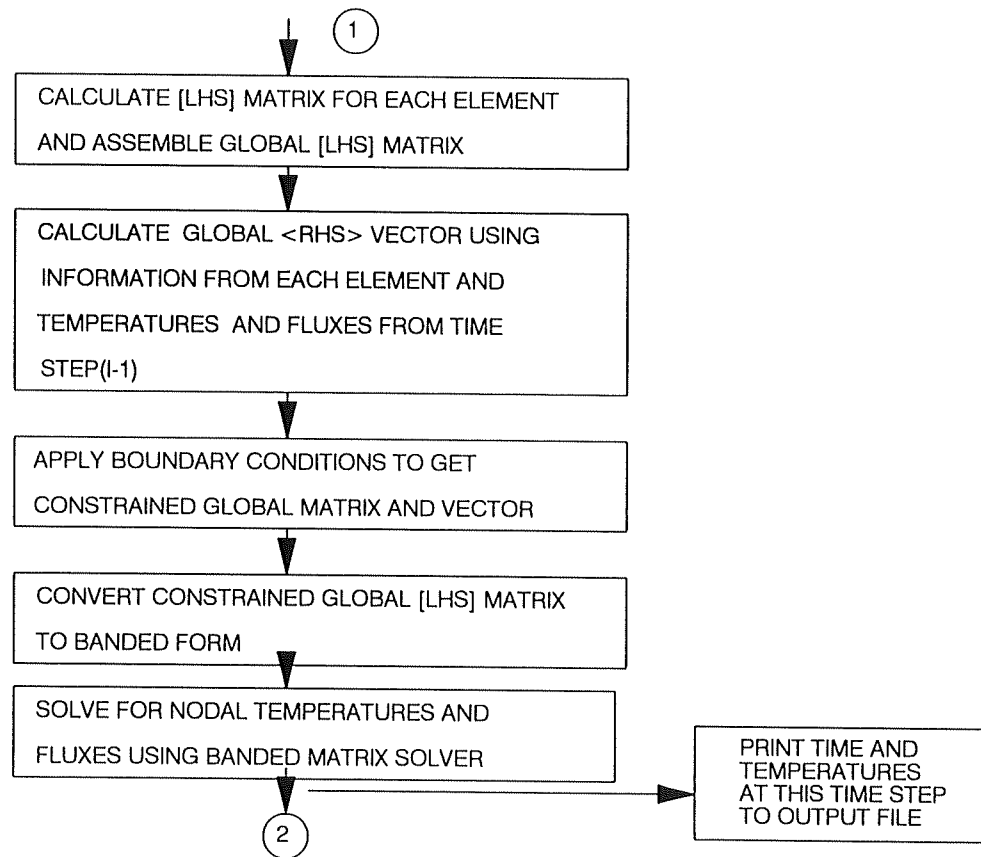 1
CALCULATE [LHS] MATRIX FOR EACH ELEMENT
AND ASSEMBLE GLOBAL [LHS] MATRIX
CALCULATE GLOBAL <RHS> VECTOR USING
INFORMATION FROM EACH ELEMENT AND
TEMPERATURES AND FLUXES FROM TIME
STEP(I-1)
APPLY BOUNDARY CONDITIONS TO GET
CONSTRAINED GLOBAL MATRIX AND VECTOR
CONVERT CONSTRAINED GLOBAL [LHS] MATRIX
TO BANDED FORM
SOLVE FOR NODAL TEMPERATURES AND
FLUXES USING BANDED MATRIX SOLVER
PRINT TIME AND
TEMPERATURES
AT THIS TIME STEP
TO OUTPUT FILE
2